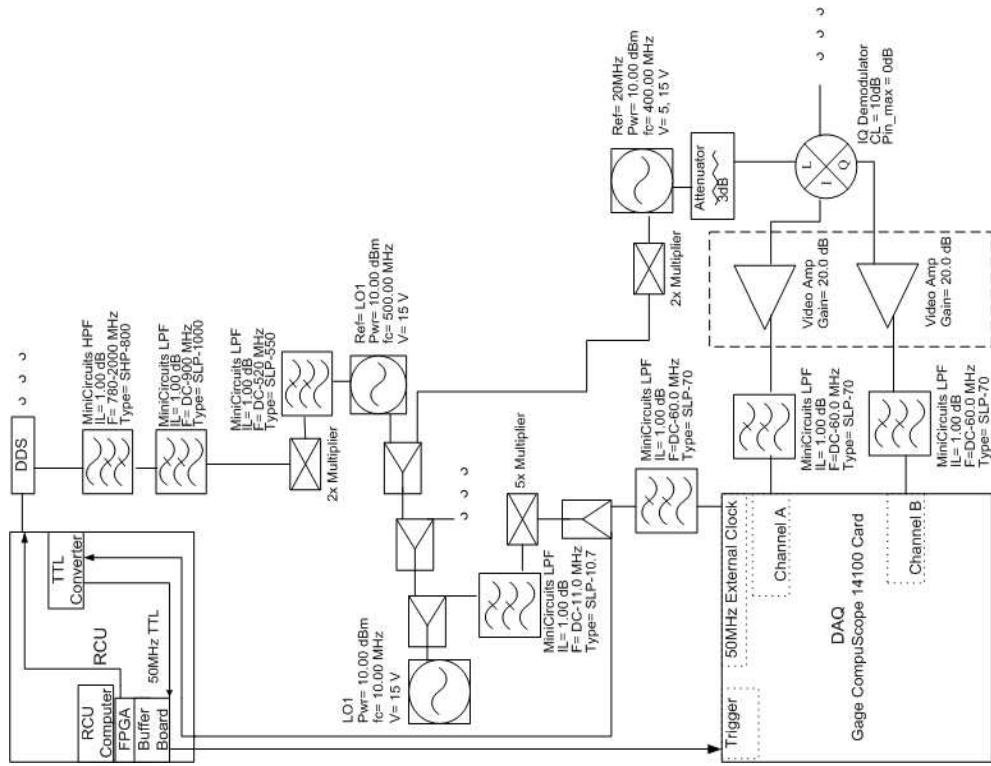 DDS
MiniCircuits HPF
IL= 1.00 dB
F= 780-2000 MHz
Type= SHP-800
MiniCircuits LPF
IL= 1.00 dB
F= DC-900 MHz
Type= SLP-1000
MiniCircuits LPF
IL= 1.00 dB
F= DC-520 MHz
Type= SLP-550
2x Multiplier
Ref= LO1
Pwr= 10.00 dBm
fc= 500.00 MHz
V= 15 V
RCU
Computer
FPGA
Buffer
Board
RCU
TTL
Converter
50MHz TTL
LO1
Pwr= 10.00 dBm
fc= 10.00 MHz
V= 15 V
MiniCircuits LPF
IL= 1.00 dB
F= DC-11.0 MHz
Type= SLP-10.7
5x Multiplier
MiniCircuits LPF
IL= 1.00 dB
F=DC-60.0 MHz
Type= SLP-70
2x Multiplier
Ref= 20MHz
Pwr= 10.00 dBm
fc= 400.00 MHz
V= 5, 15 V
Attenuator
3dB
L
I
Q
IQ Demodulator
CL = 10dB
Pin_max = 0dB
Video Amp
Gain= 20.0 dB
Video Amp
Gain= 20.0 dB
MiniCircuits LPF
IL= 1.00 dB
F=DC-60.0 MHz
Type= SLP-70
MiniCircuits LPF
IL= 1.00 dB
F=DC-60.0 MHz
Type= SLP-70
Trigger
50MHz External Clock
Channel A
Channel B
DAQ
Gage CompuScope 14100 Card